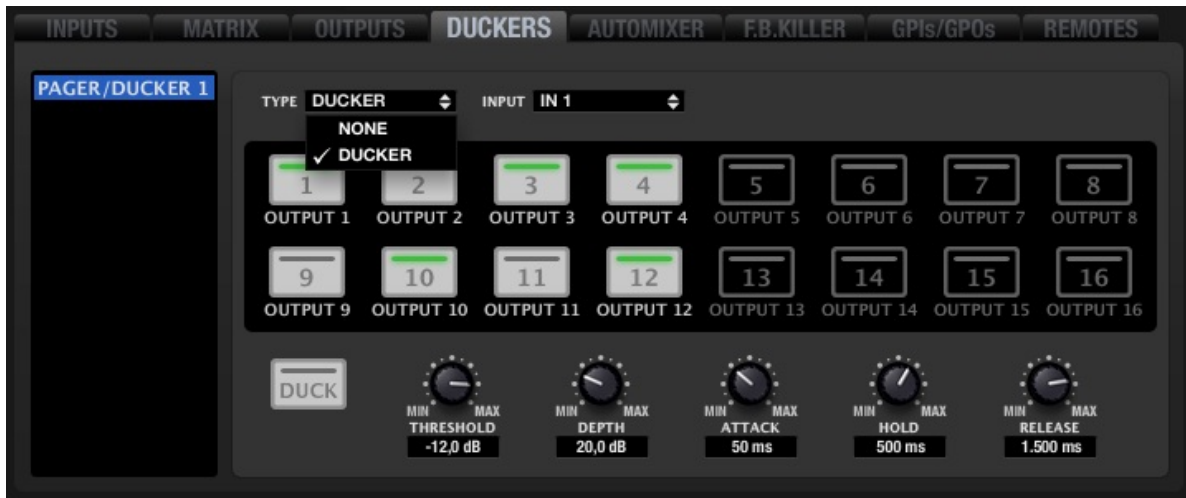 INPUTS MATRIX OUTPUTS DUCKERS AUTOMIXER F.B.KILLER GPIs/GPOs REMOTES
PAGER/DUCKER 1
TYPE DUCKER INPUT IN 1
NONE
✓ DUCKER
1 2 3 4 5 6 7 8
OUTPUT 1 OUTPUT 2 OUTPUT 3 OUTPUT 4 OUTPUT 5 OUTPUT 6 OUTPUT 7 OUTPUT 8
9 10 11 12 13 14 15 16
OUTPUT 9 OUTPUT 10 OUTPUT 11 OUTPUT 12 OUTPUT 13 OUTPUT 14 OUTPUT 15 OUTPUT 16
DUCK
MIN MAX MIN MAX MIN MAX MIN MAX MIN MAX
THRESHOLD DEPTH ATTACK HOLD RELEASE
-12,0 dB 20,0 dB 50 ms 500 ms 1.500 ms